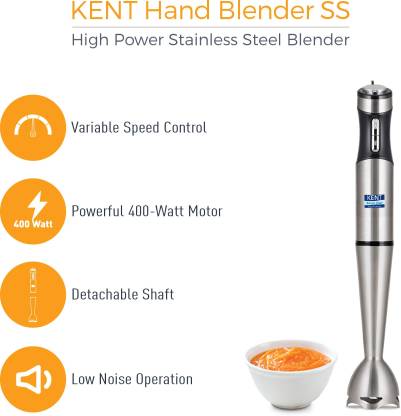 KENT Hand Blender SS
High Power Stainless Steel Blender
Variable Speed Control
400 Watt
Powerful 400-Watt Motor
Detachable Shaft
Low Noise Operation
KENT